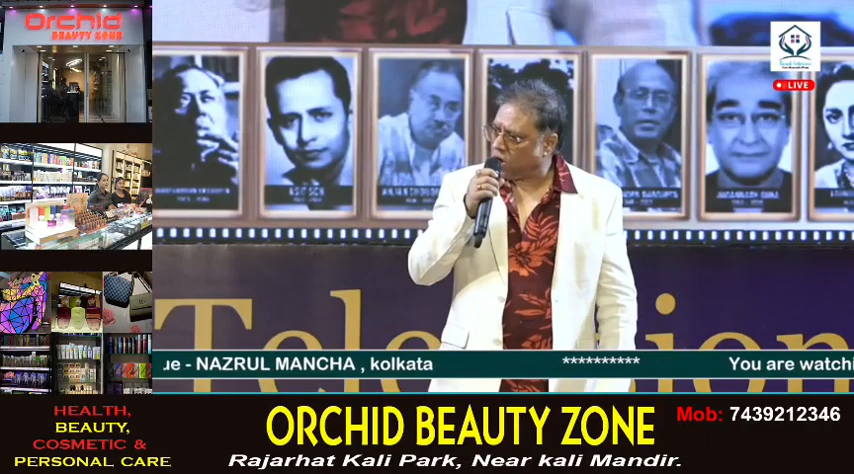 Orchid
BEAUTY ZONE
LIVE
ASIT SEN
Television
ue - NAZRUL MANCHA , kolkata
**********
You are watchi
HEALTH,
BEAUTY,
COSMETIC &
PERSONAL CARE
ORCHID BEAUTY ZONE
Rajarhat Kali Park, Near kali Mandir.
Mob: 7439212346